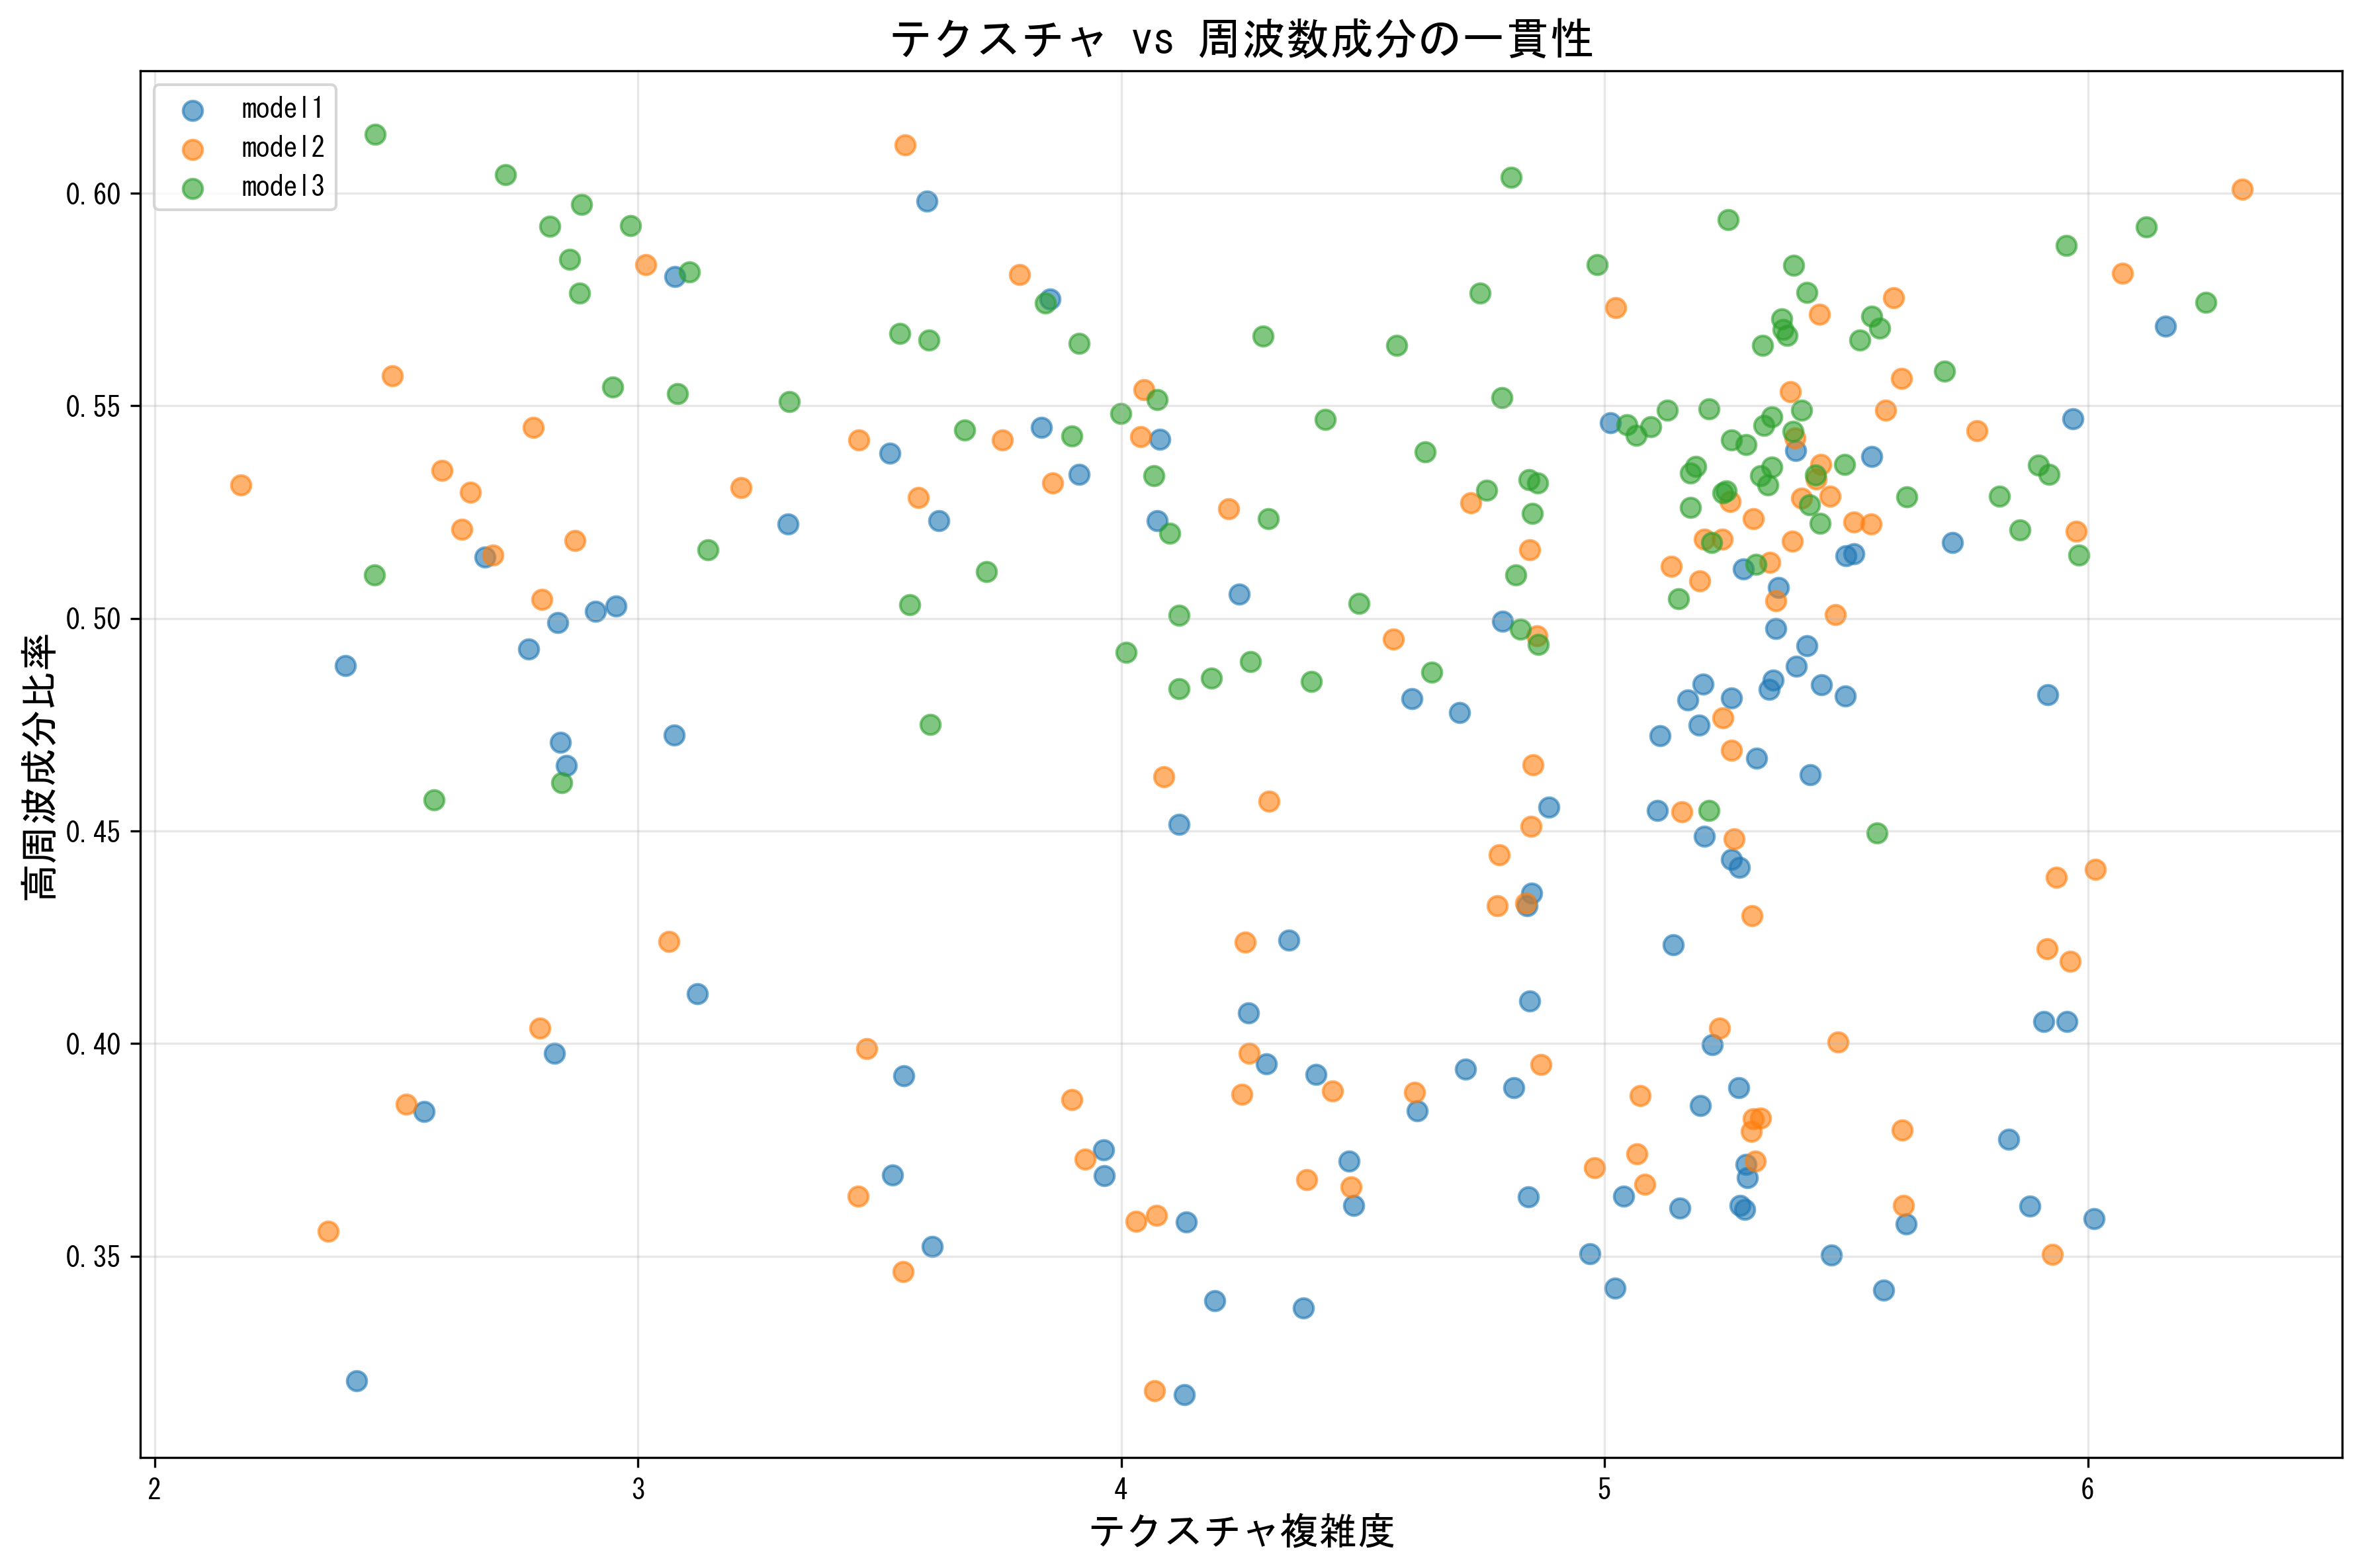 テクスチャ vs 周波数成分の一貫性
model1
model2
model3
0.60
0.55
0.50
0.45
0.40
0.35
高周波成分比率
2 3 4 5 6
テクスチャ複雑度